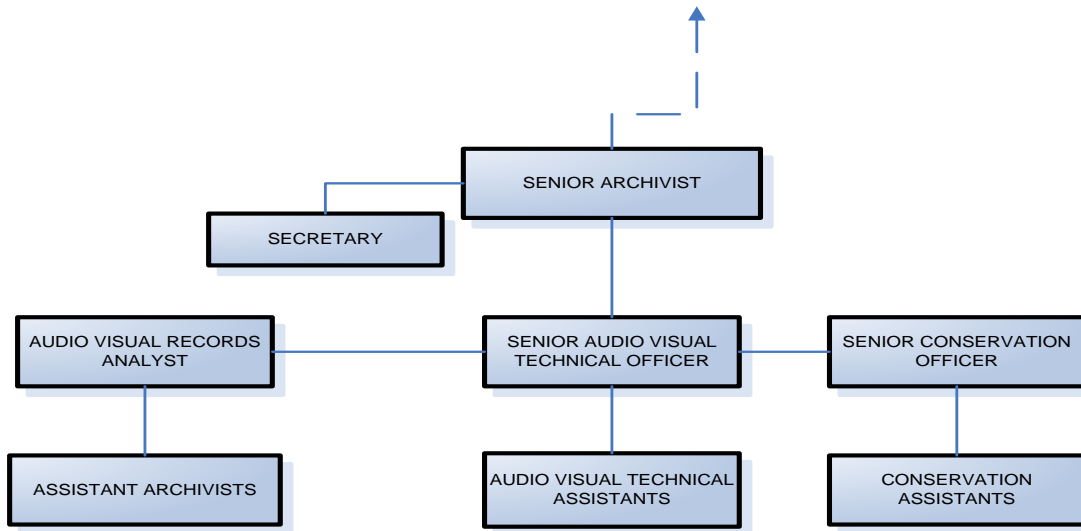 SENIOR ARCHIVIST
SECRETARY
AUDIO VISUAL RECORDS
ANALYST
SENIOR AUDIO VISUAL
TECHNICAL OFFICER
SENIOR CONSERVATION
OFFICER
ASSISTANT ARCHIVISTS
AUDIO VISUAL TECHNICAL
ASSISTANTS
CONSERVATION
ASSISTANTS